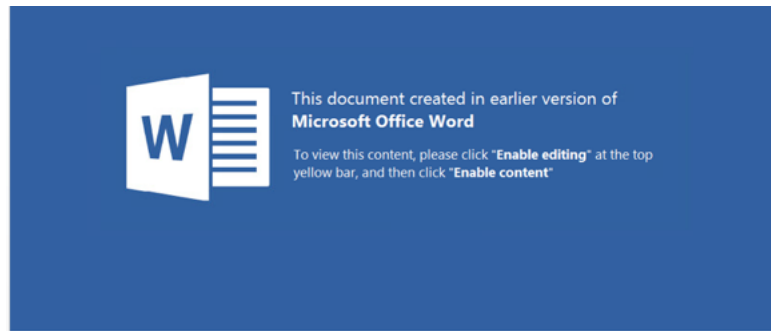 W
This document created in earlier version of
Microsoft Office Word
To view this content, please click "Enable editing" at the top
yellow bar, and then click "Enable content"